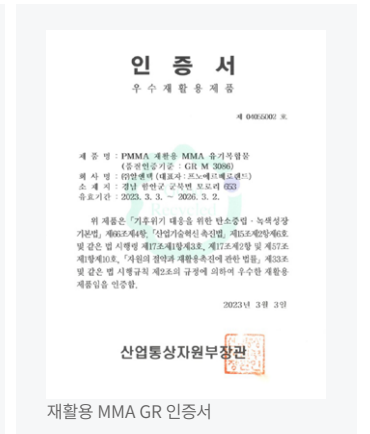 인 증 서
우 수 재 활 용 제 품
제 04055002 호
제 품 명 : PMMA 재활용 MMA 유기복합물
(품질인증기준 : GR M 3086)
회 사 명 : ㈜알앤엑 (대표자 :
소 재 지 : 경남 함안군 군북면 모로리 653
유효기간 : 2023. 3. 3. ~ 2026. 3. 2.
위 제품은 「기후위기 대응을 위한 탄소중립·녹색성장
기본법」 제66조제4항, 「산업기술혁신 촉진법」 제15조제2항제6호
및 같은 법 시행령 제17조제1항제3호, 제17조제2항 및 제57조
제1항제10호, 「자원의 절약과 재활용촉진에 관한 법률」 제33조
및 같은 법 시행규칙 제2조의 규정에 의하여 우수한 재활용
제품임을 인증함.
2023년 3월 3일
산업통상자원부장관
재활용 MMA GR 인증서